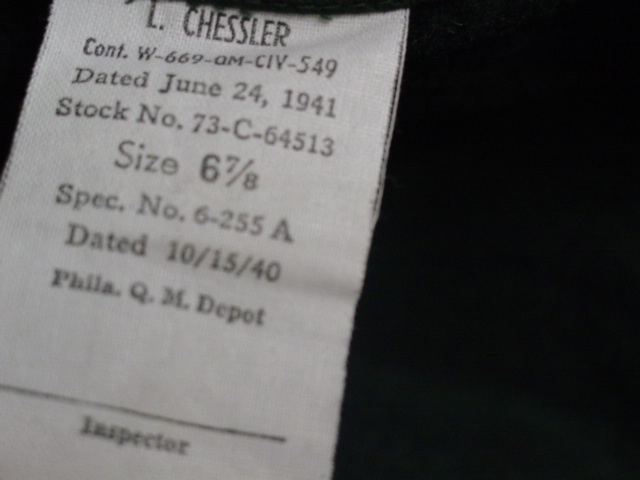 L. CHESSLER
Cont. W-669-QM-CIV-549
Dated June 24, 1941
Stock No. 73-C-64513
Size 6⅞
Spec. No. 6-255 A
Dated 10/15/40
Phila. Q. M. Depot
Inspector